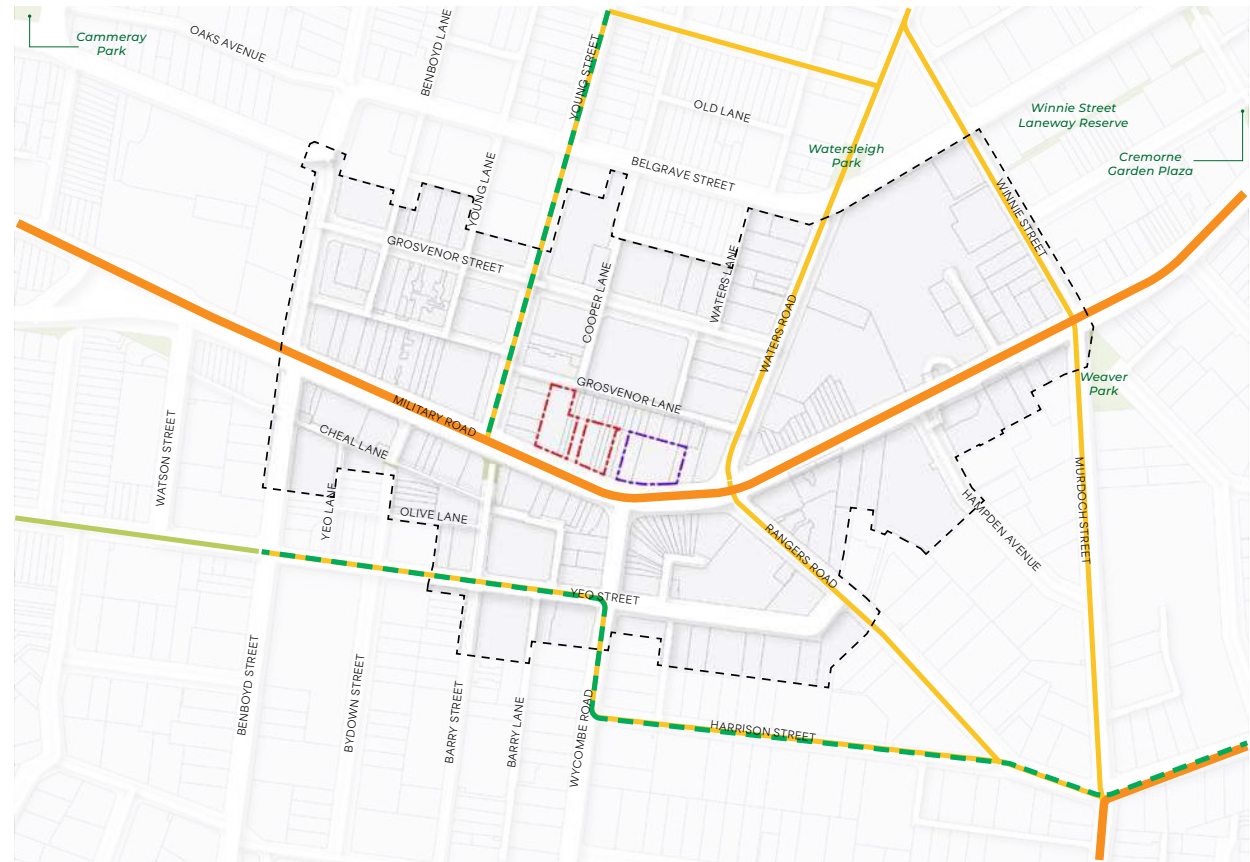 Cammeray
Park
OAKS AVENUE
BENBOYD LANE
YOUNG STREET
OLD LANE
Winnie Street
Laneway Reserve
Watersleigh
Park
Cremorne
Garden Plaza
BELGRAVE STREET
YOUNG LANE
WINNIE STREET
GROSVENOR STREET
COOPER LANE
WATERS LANE
WATERS ROAD
GROSVENOR LANE
Weaver
Park
MILITARY ROAD
CHEAL LANE
WATSON STREET
YEO LANE
OLIVE LANE
HAMPDEN AVENUE
MURDOCH STREET
RANGERS ROAD
YEO STREET
BENBOYD STREET
BYDOWN STREET
BARRY STREET
BARRY LANE
WYCOMBE ROAD
HARRISON STREET